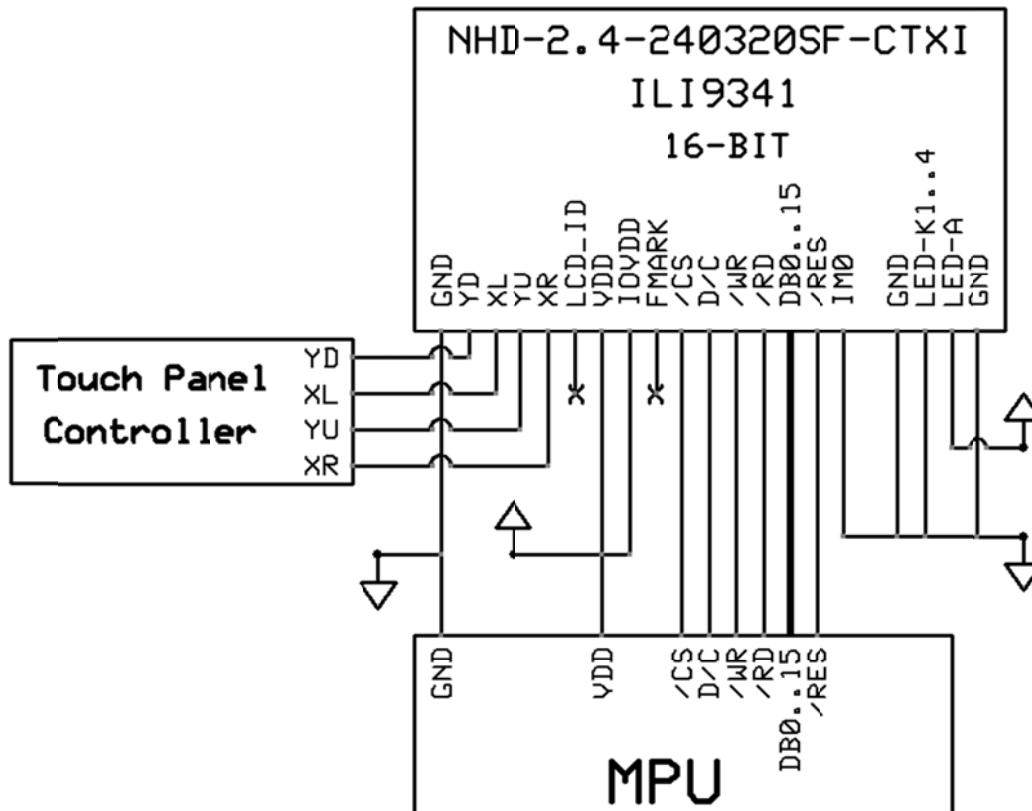 NHD-2.4-240320SF-CTXI
ILI9341
16-BIT
GND
YD
XL
YU
XR
LCD_ID
VDD
IOVDD
FMARK
/CS
D/C
/WR
/RD
DB0..15
/RES
IM0
GND
LED-K1..4
LED-A
GND
Touch Panel
Controller
YD
XL
YU
XR
GND
VDD
/CS
D/C
/WR
/RD
DB0..15
/RES
MPU